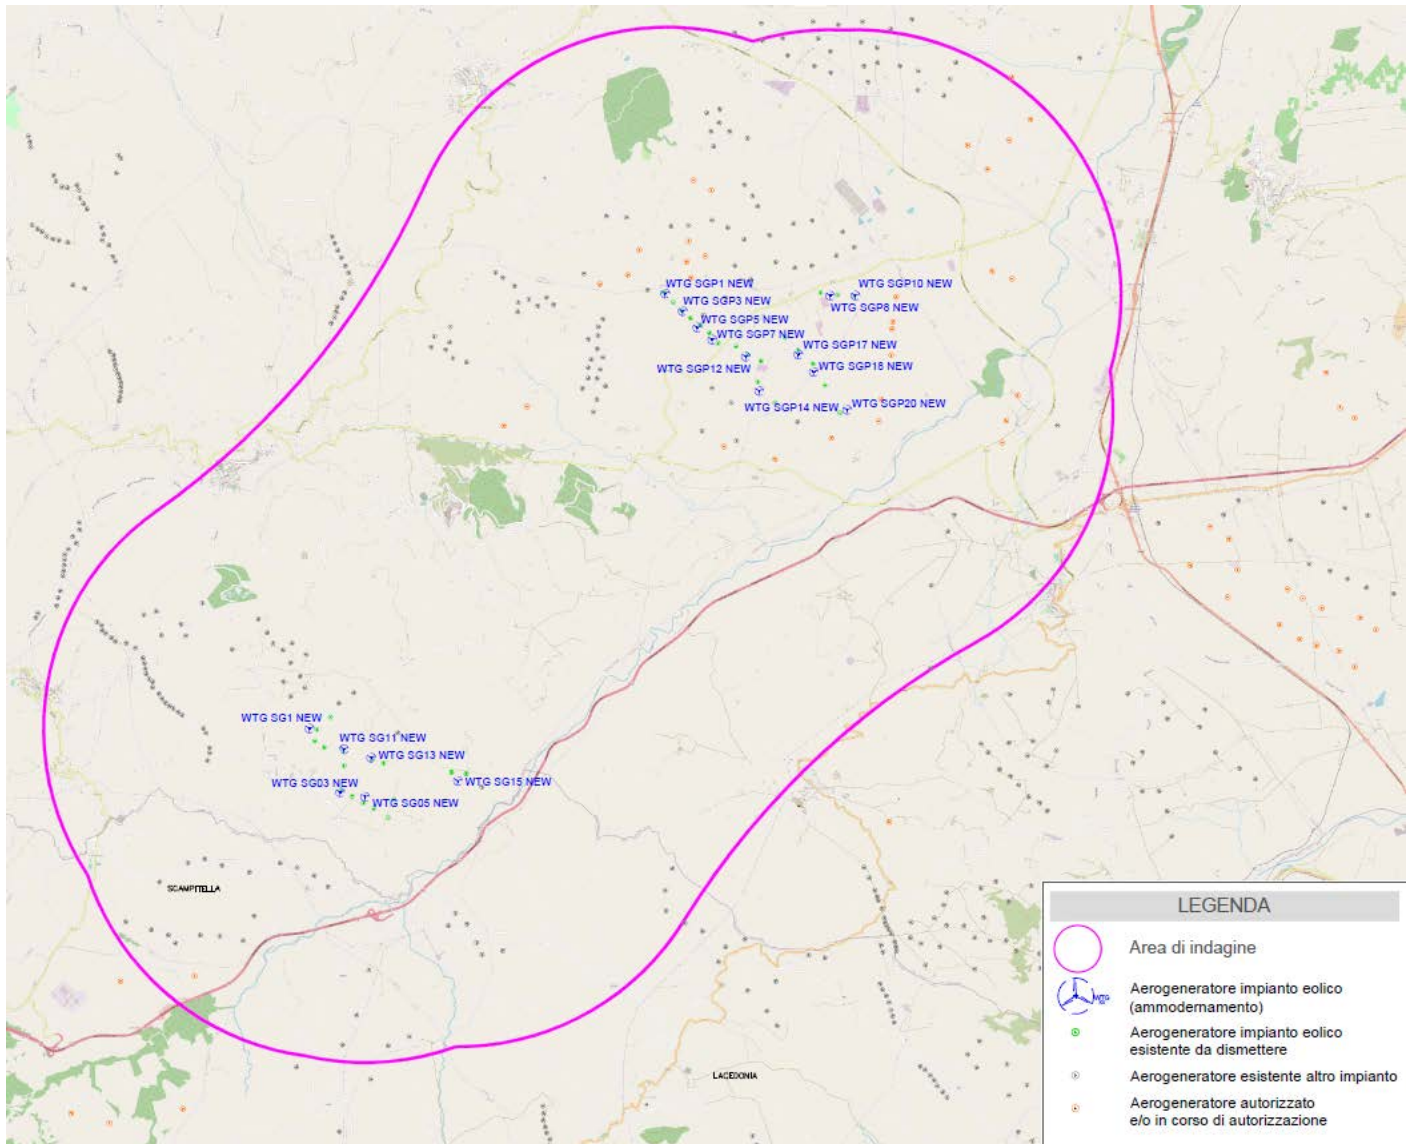 WTG SGP1 NEW
WTG SGP10 NEW
WTG SGP3 NEW
WTG SGP8 NEW
WTG SGP5 NEW
WTG SGP7 NEW
WTG SGP17 NEW
WTG SGP12 NEW
WTG SGP18 NEW
WTG SGP14 NEW
WTG SGP20 NEW
WTG SG1 NEW
WTG SG11 NEW
WTG SG13 NEW
WTG SG03 NEW
WTG SG15 NEW
WTG SG05 NEW
SCAMPITELLA
LACEDONIA
LEGENDA
Area di indagine
WTG
Aerogeneratore impianto eolico
(ammodernamento)
Aerogeneratore impianto eolico
esistente da dismettere
Aerogeneratore esistente altro impianto
Aerogeneratore autorizzato
e/o in corso di autorizzazione